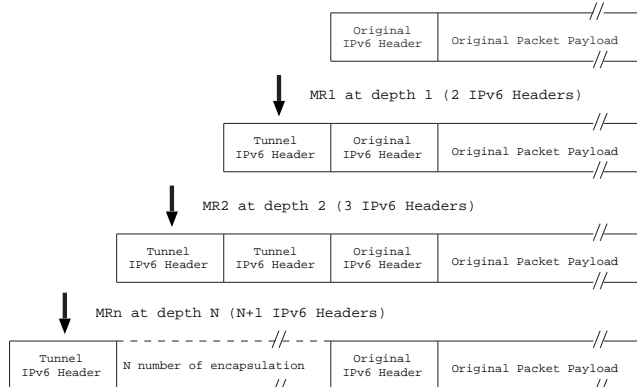 Original
IPv6 Header
Original Packet Payload
MR1 at depth 1 (2 IPv6 Headers)
Tunnel
IPv6 Header
Original
IPv6 Header
Original Packet Payload
MR2 at depth 2 (3 IPv6 Headers)
Tunnel
IPv6 Header
Tunnel
IPv6 Header
Original
IPv6 Header
Original Packet Payload
MRn at depth N (N+1 IPv6 Headers)
Tunnel
IPv6 Header
N number of encapsulation
Original
IPv6 Header
Original Packet Payload